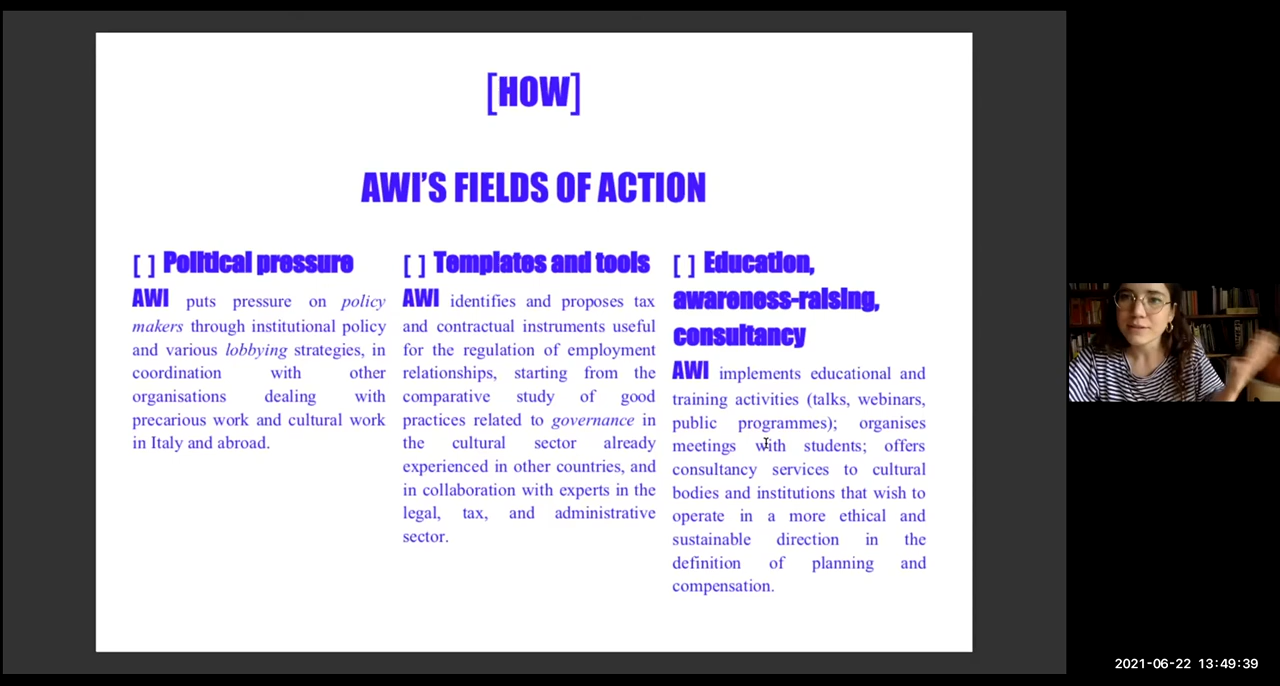 [HOW]
AWI'S FIELDS OF ACTION
[ ] Political pressure
AWI puts pressure on policy
makers through institutional policy
and various lobbying strategies, in
coordination with other
organisations dealing with
precarious work and cultural work
in Italy and abroad.
[ ] Templates and tools
AWI identifies and proposes tax
and contractual instruments useful
for the regulation of employment
relationships, starting from the
comparative study of good
practices related to governance in
the cultural sector already
experienced in other countries, and
in collaboration with experts in the
legal, tax, and administrative
sector.
[ ] Education,
awareness-raising,
consultancy
AWI implements educational and
training activities (talks, webinars,
public programmes); organises
meetings with students; offers
consultancy services to cultural
bodies and institutions that wish to
operate in a more ethical and
sustainable direction in the
definition of planning and
compensation.
2021-06-22 13:49:39